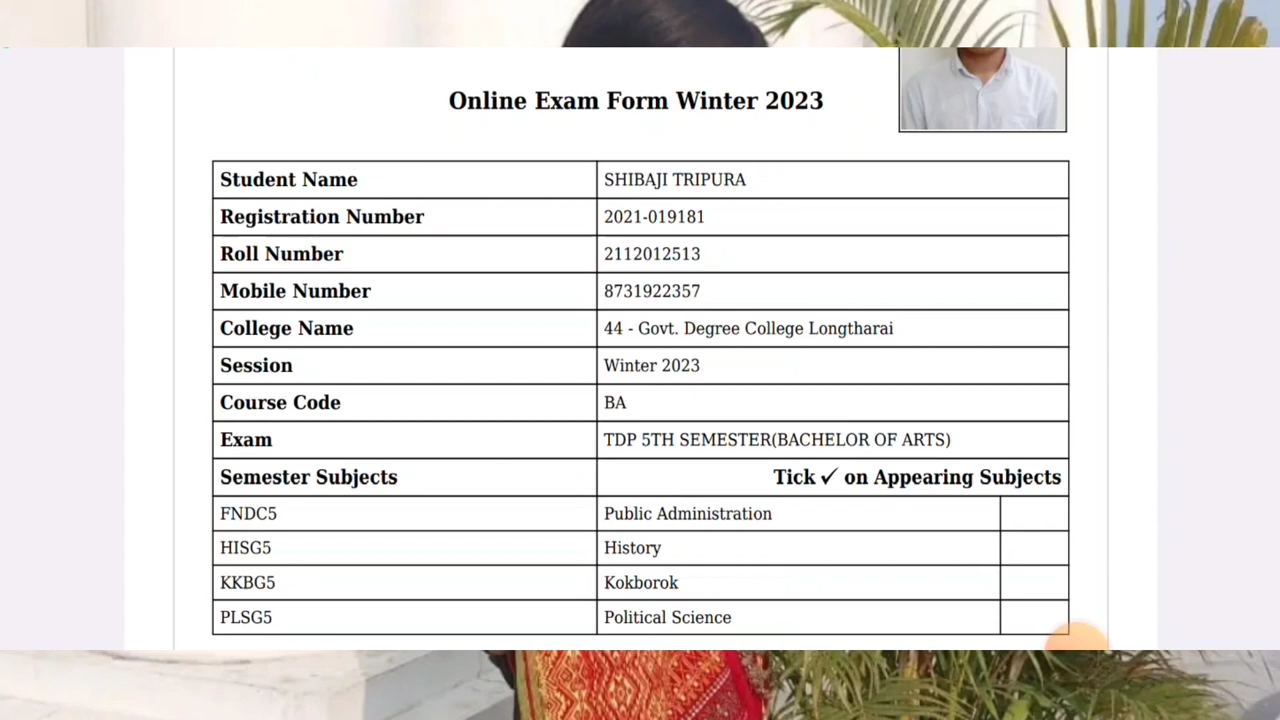 Online Exam Form Winter 2023
Student Name SHIBAJI TRIPURA
Registration Number 2021-019181
Roll Number 2112012513
Mobile Number 8731922357
College Name 44 - Govt. Degree College Longtharai
Session Winter 2023
Course Code BA
Exam TDP 5TH SEMESTER(BACHELOR OF ARTS)
Semester Subjects Tick ✓ on Appearing Subjects
FNDC5 Public Administration
HISG5 History
KKBG5 Kokborok
PLSG5 Political Science